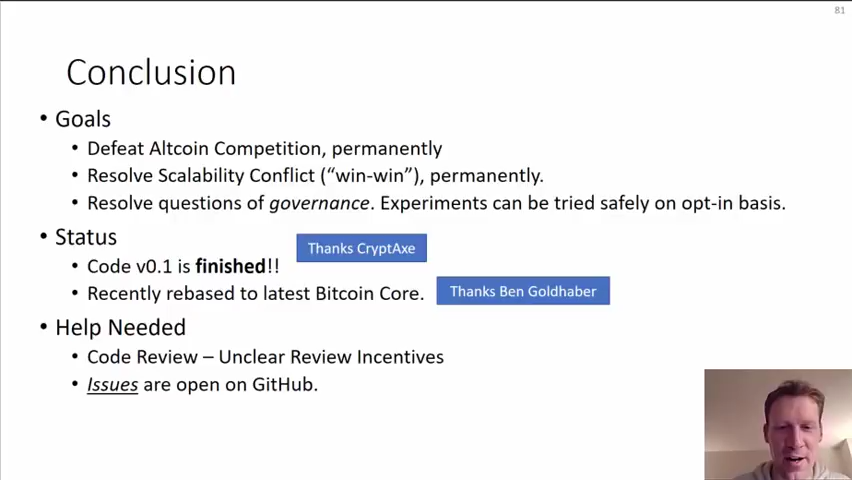 81
Conclusion
• Goals
• Defeat Altcoin Competition, permanently
• Resolve Scalability Conflict (“win-win”), permanently.
• Resolve questions of governance. Experiments can be tried safely on opt-in basis.
• Status
Thanks CryptAxe
• Code v0.1 is finished!!
• Recently rebased to latest Bitcoin Core.
Thanks Ben Goldhaber
• Help Needed
• Code Review – Unclear Review Incentives
• Issues are open on GitHub.